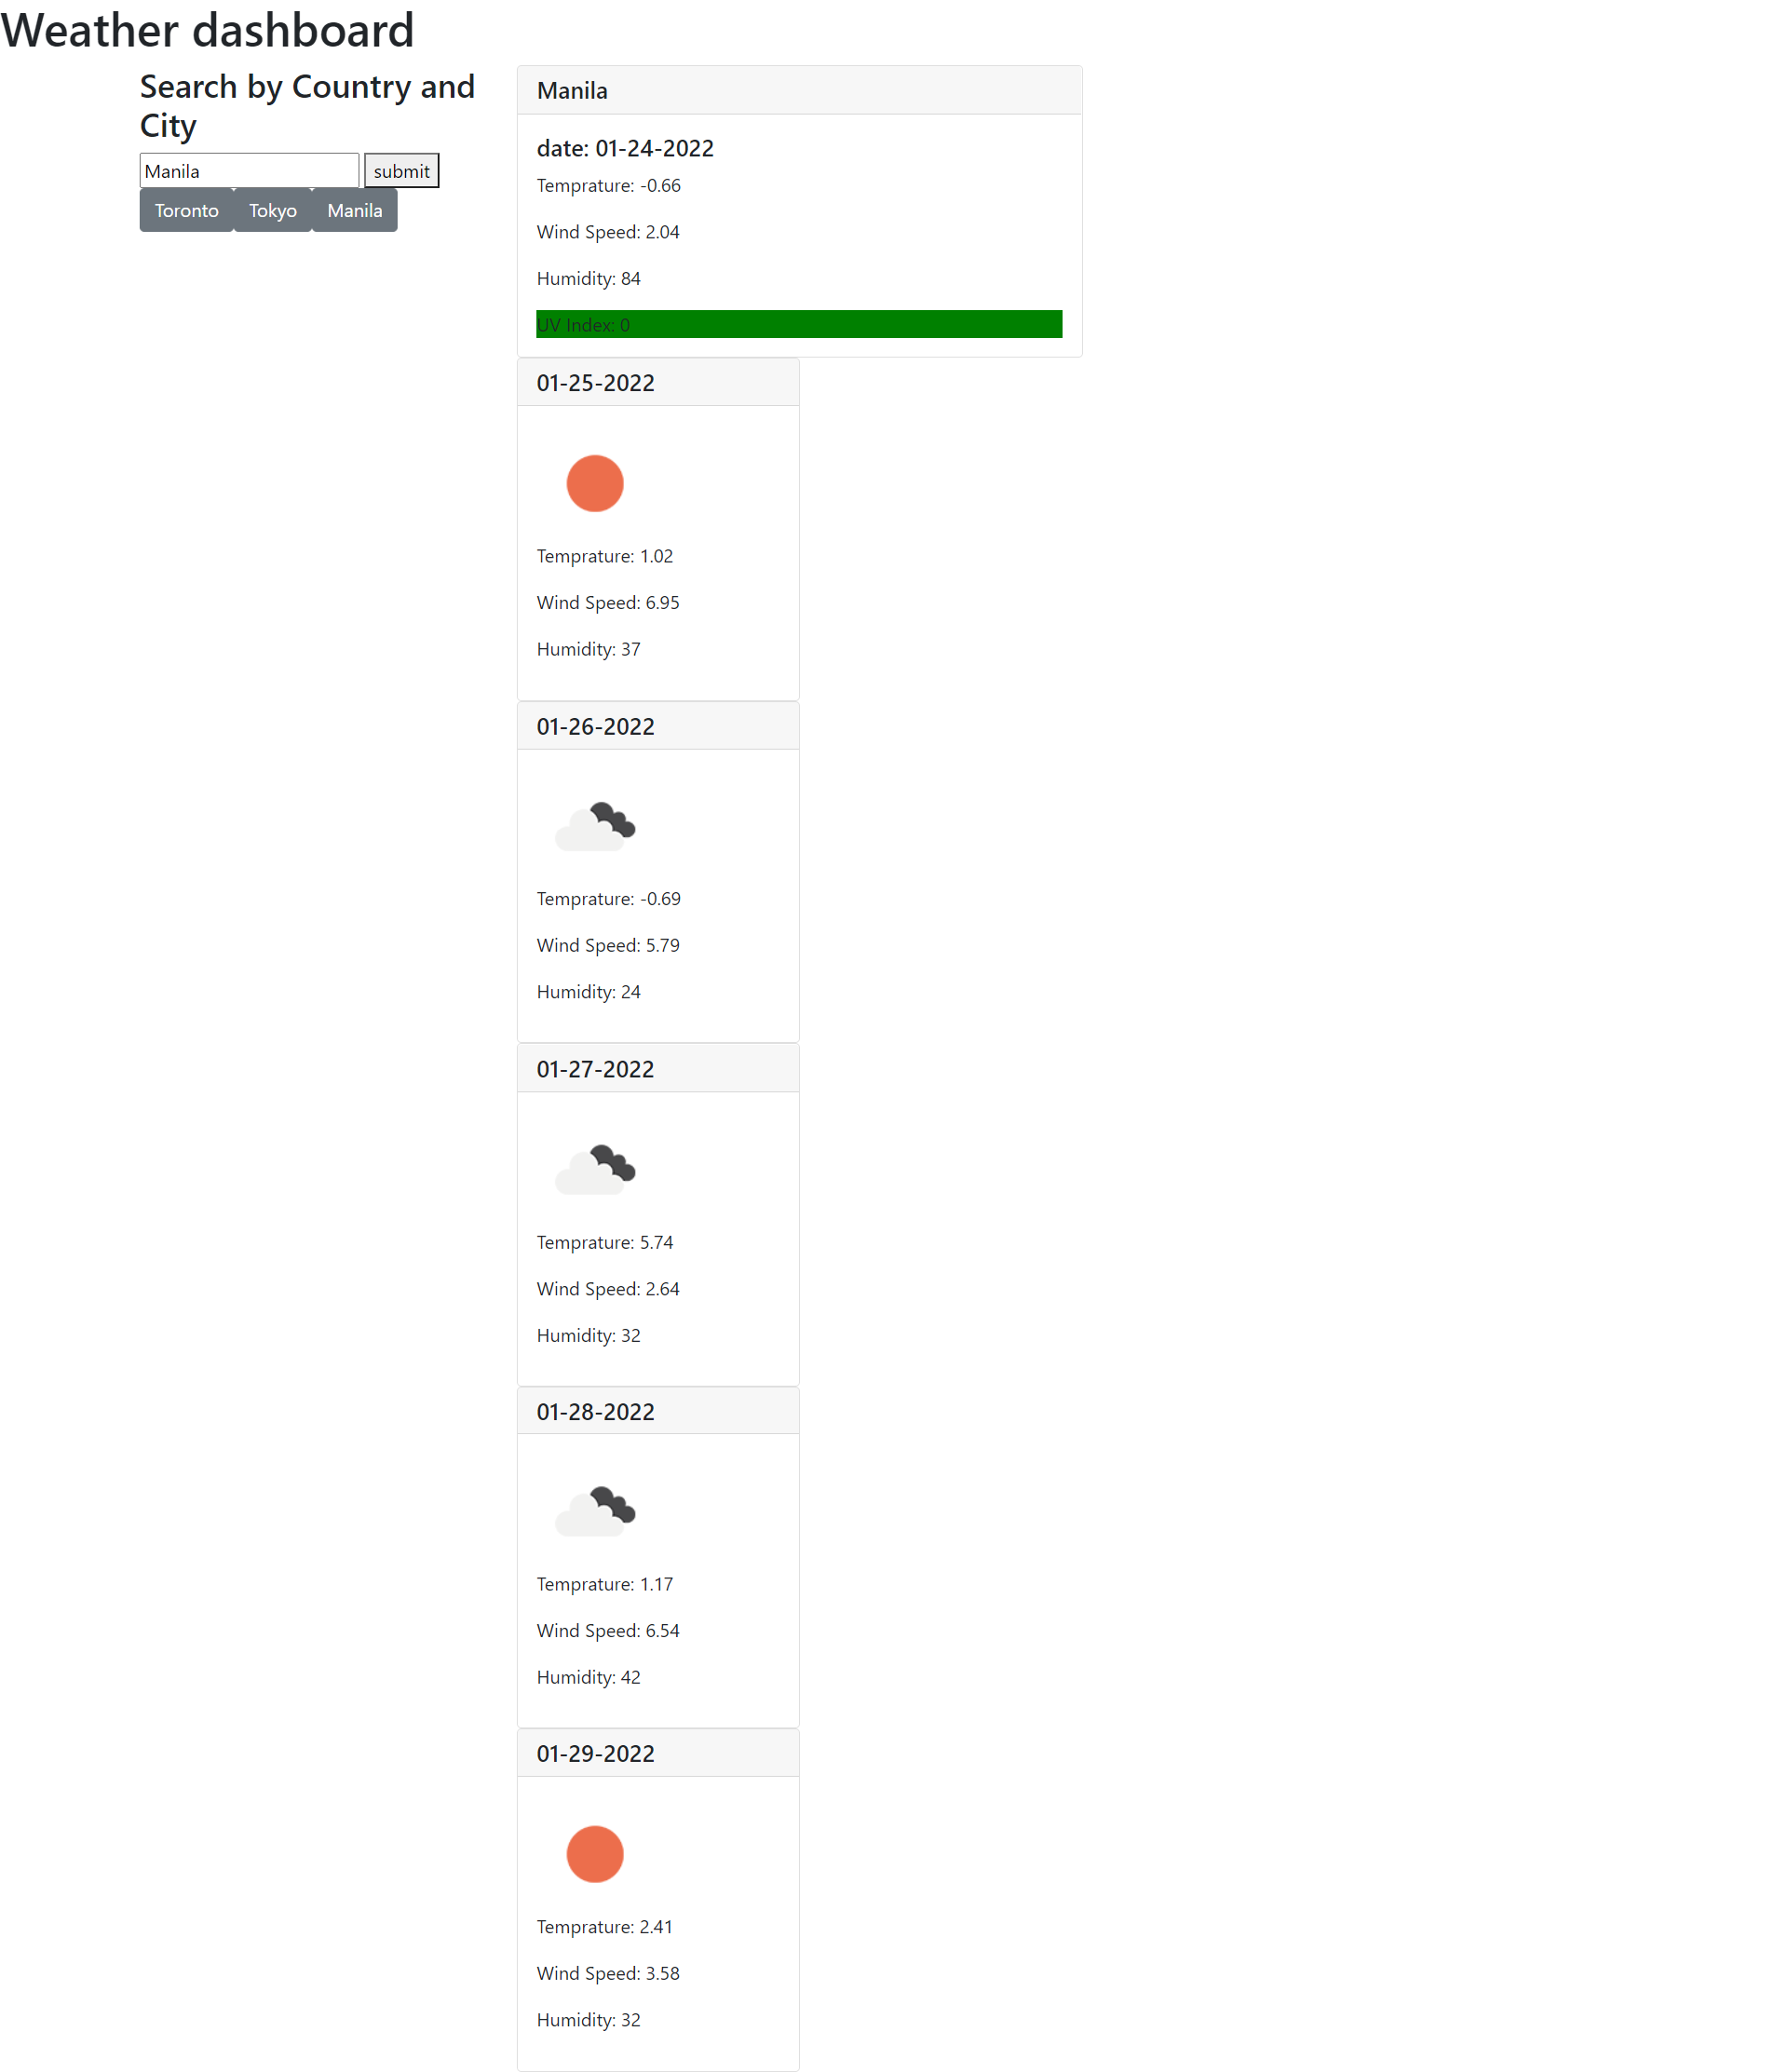 Weather dashboard
Search by Country and
City
Manila submit
Toronto Tokyo Manila
Manila
date: 01-24-2022
Temprature: -0.66
Wind Speed: 2.04
Humidity: 84
UV Index: 0
01-25-2022
Temprature: 1.02
Wind Speed: 6.95
Humidity: 37
01-26-2022
Temprature: -0.69
Wind Speed: 5.79
Humidity: 24
01-27-2022
Temprature: 5.74
Wind Speed: 2.64
Humidity: 32
01-28-2022
Temprature: 1.17
Wind Speed: 6.54
Humidity: 42
01-29-2022
Temprature: 2.41
Wind Speed: 3.58
Humidity: 32